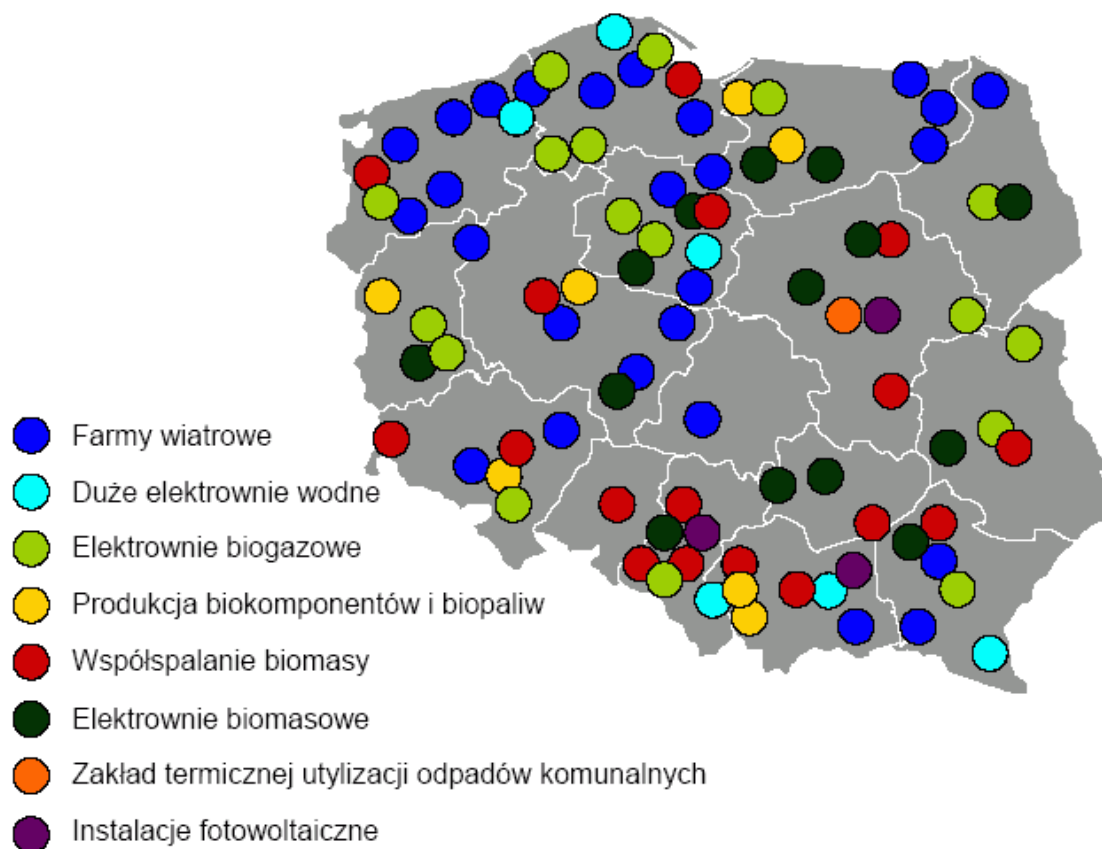 Farmy wiatrowe
Duże elektrownie wodne
Elektrownie biogazowe
Produkcja biokomponentów i biopaliw
Współspalanie biomasy
Elektrownie biomasowe
Zakład termicznej utylizacji odpadów komunalnych
Instalacje fotowoltaiczne